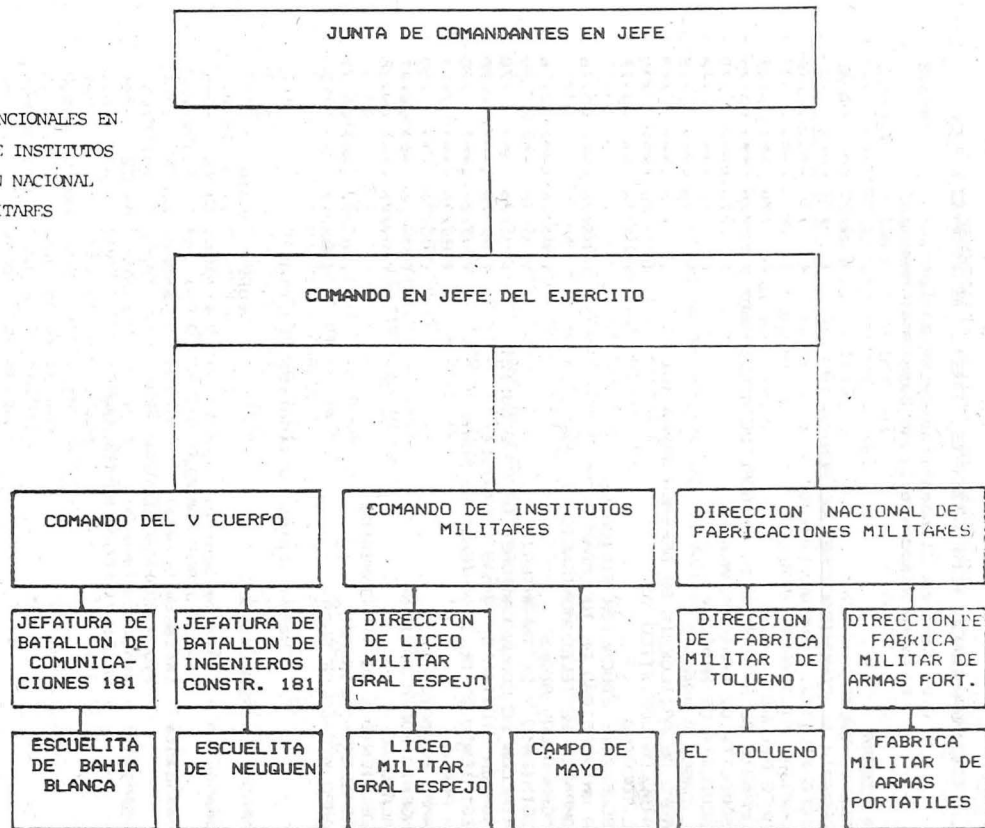 JUNTA DE COMANDANTES EN JEFE
NCIONALES EN
INSTITUTOS
NACIONAL
ITARES
COMANDO EN JEFE DEL EJERCITO
COMANDO DEL V CUERPO
COMANDO DE INSTITUTOS
MILITARES
DIRECCION NACIONAL DE
FABRICACIONES MILITARES
JEFATURA DE
BATALLON DE
COMUNICA-
CIONES 181
JEFATURA DE
BATALLON DE
INGENIEROS
CONSTR. 181
DIRECCION
DE LICEO
MILITAR
GRAL ESPEJO
DIRECCION
DE FABRICA
MILITAR DE
TOLUENO
DIRECCION DE
FABRICA
MILITAR DE
ARMAS PORT.
ESCUELITA
DE BAHIA
BLANCA
ESCUELITA
DE NEUQUEN
LICEO
MILITAR
GRAL ESPEJO
CAMPO DE
MAYO
EL TOLUENO
FABRICA
MILITAR DE
ARMAS
PORTATILES